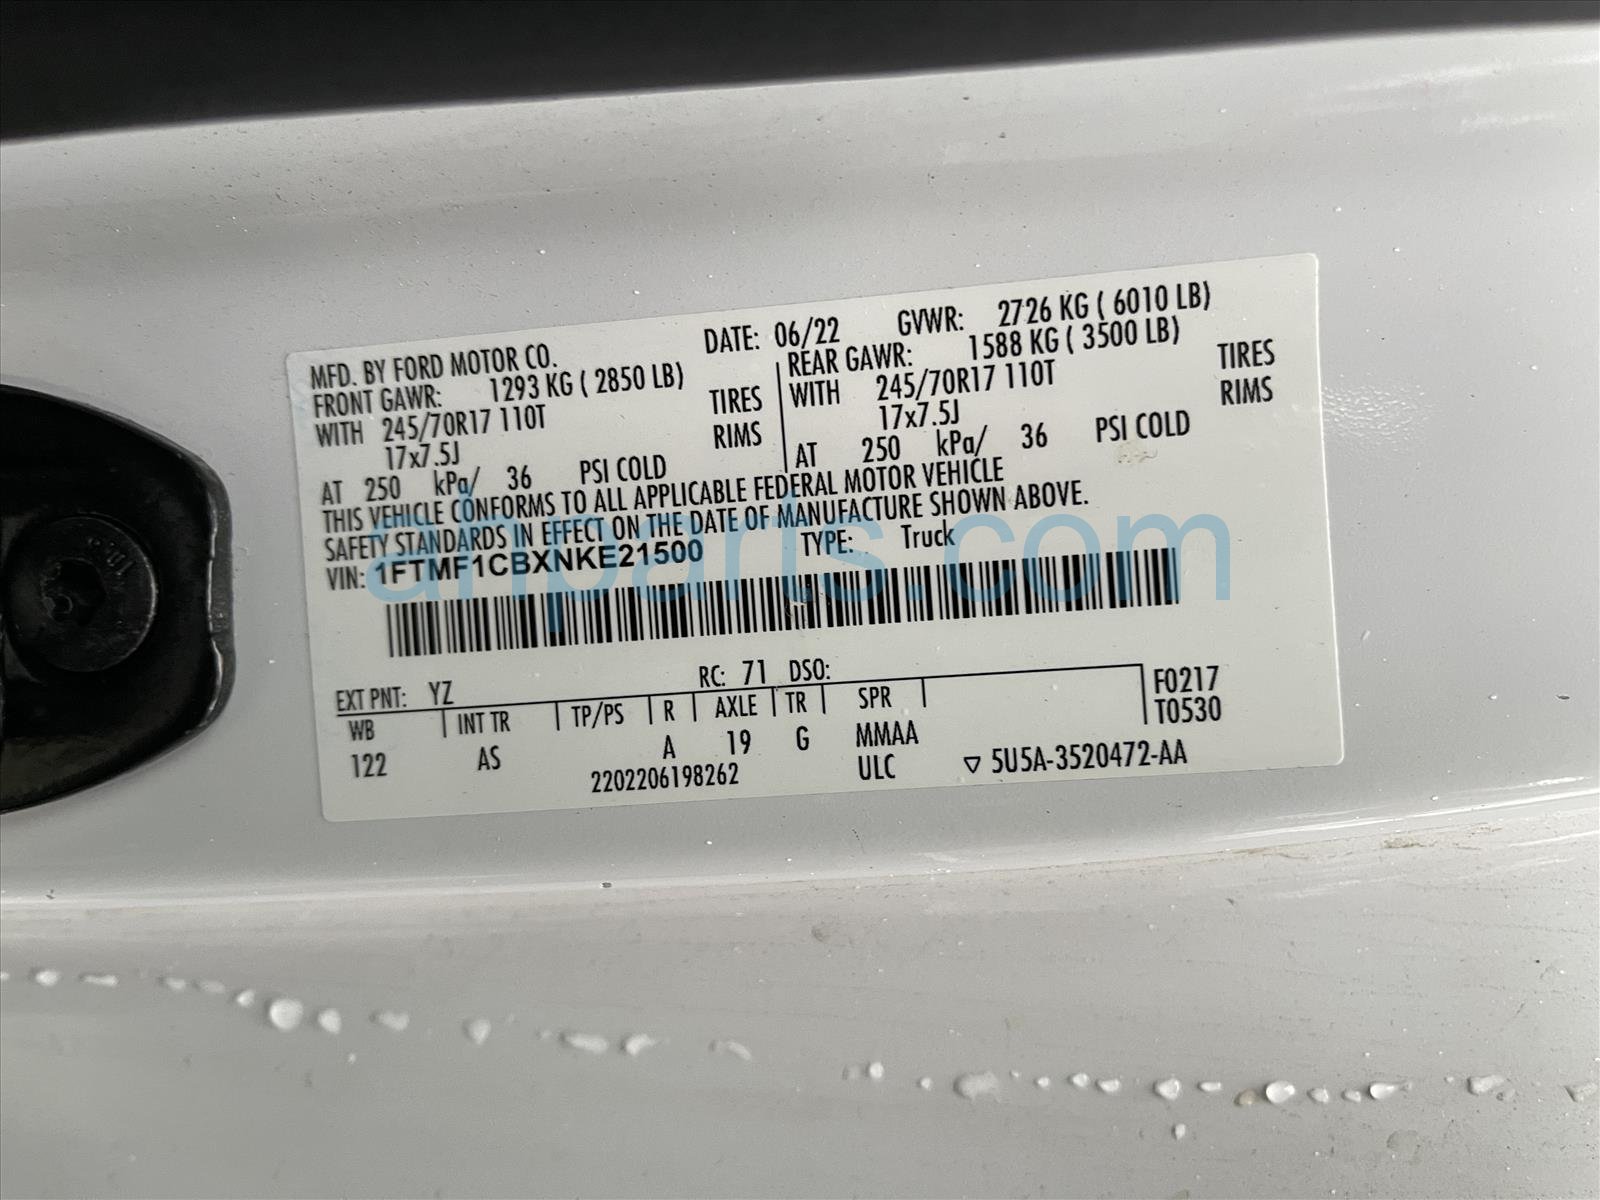 MFD. BY FORD MOTOR CO. DATE: 06/22 GVWR: 2726 KG ( 6010 LB)
FRONT GAWR: 1293 KG ( 2850 LB) REAR GAWR: 1588 KG ( 3500 LB)
WITH 245/70R17 110T TIRES WITH 245/70R17 110T TIRES
17x7.5J RIMS 17x7.5J RIMS
AT 250 kPa/ 36 PSI COLD AT 250 kPa/ 36 PSI COLD
THIS VEHICLE CONFORMS TO ALL APPLICABLE FEDERAL MOTOR VEHICLE
SAFETY STANDARDS IN EFFECT ON THE DATE OF MANUFACTURE SHOWN ABOVE.
VIN: 1FTMF1CBXNKE21500 TYPE: Truck
anparts.com
EXT PNT: YZ RC: 71 DSO:
WB INT TR TP/PS R AXLE TR SPR F0217
122 AS A 19 G MMAA T0530
2202206198262 ULC ▽ 5U5A-3520472-AA